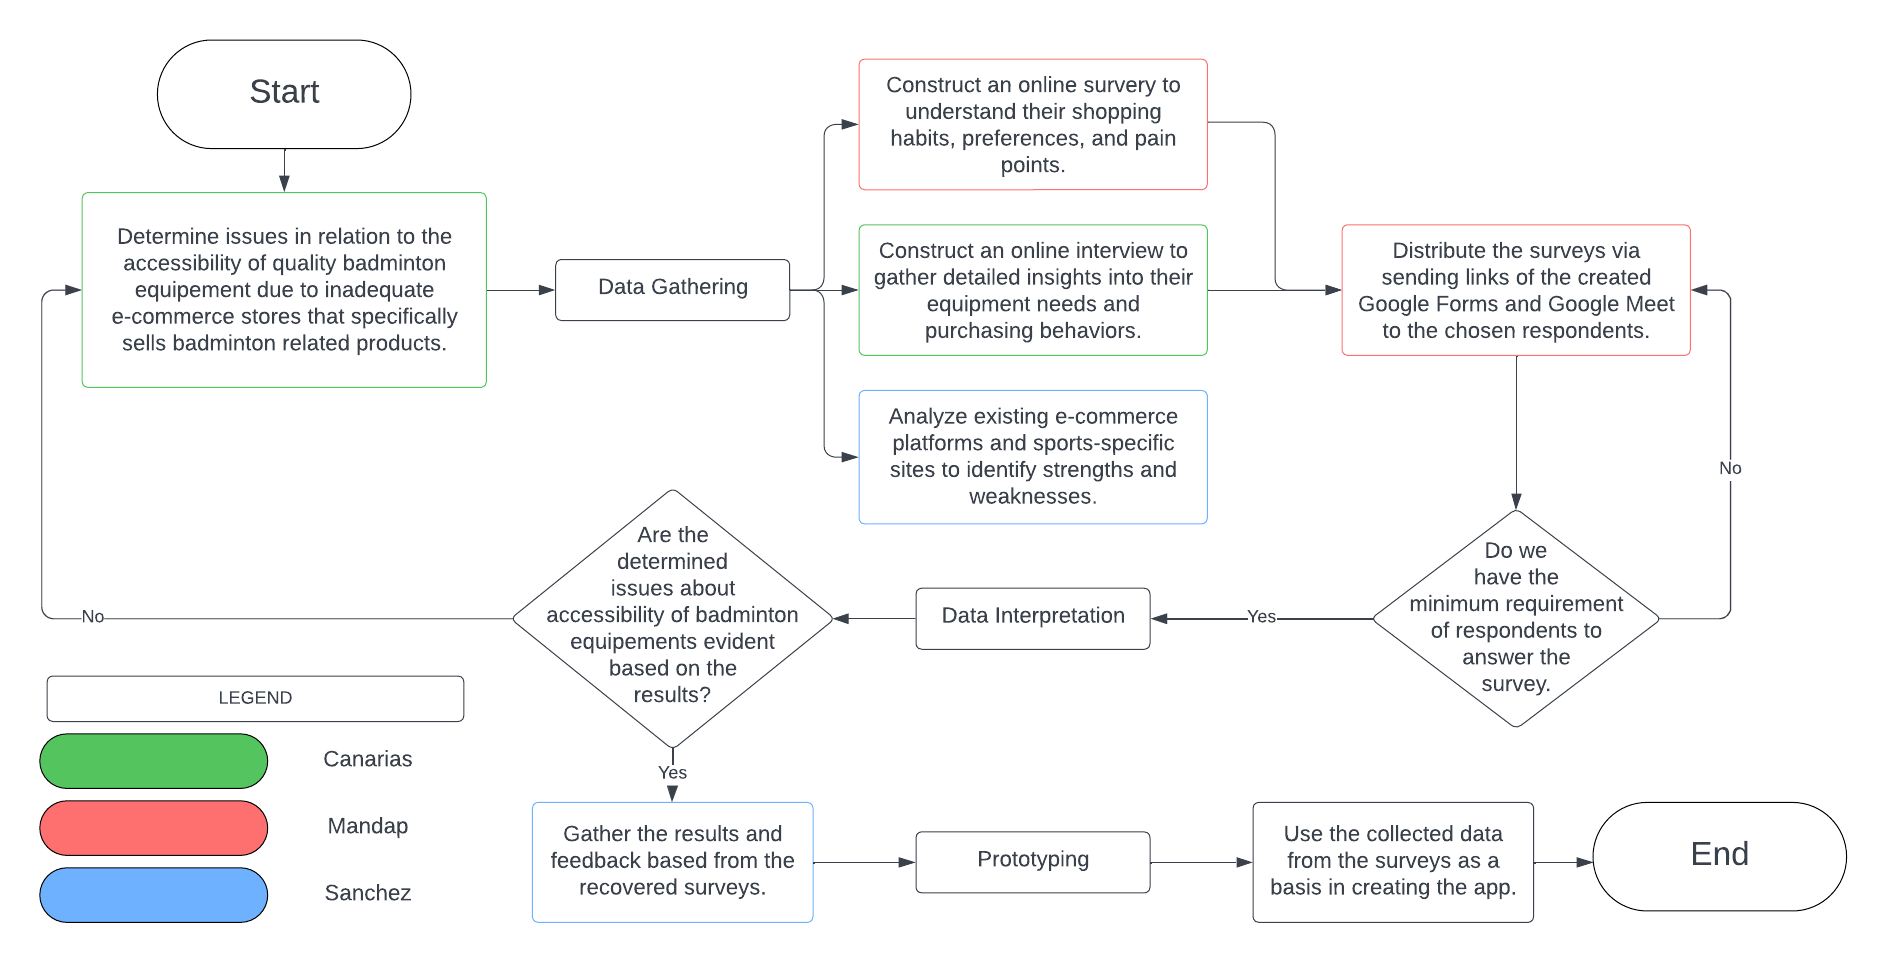 Start
Determine issues in relation to the
accessibility of quality badminton
equipement due to inadequate
e-commerce stores that specifically
sells badminton related products.
Data Gathering
Construct an online survery to
understand their shopping
habits, preferences, and pain
points.
Construct an online interview to
gather detailed insights into their
equipment needs and
purchasing behaviors.
Analyze existing e-commerce
platforms and sports-specific
sites to identify strengths and
weaknesses.
Distribute the surveys via
sending links of the created
Google Forms and Google Meet
to the chosen respondents.
No
Do we
have the
minimum requirement
of respondents to
answer the
survey.
Yes
Data Interpretation
Are the
determined
issues about
accessibility of badminton
equipements evident
based on the
results?
No
Yes
Gather the results and
feedback based from the
recovered surveys.
Prototyping
Use the collected data
from the surveys as a
basis in creating the app.
End
LEGEND
Canarias
Mandap
Sanchez